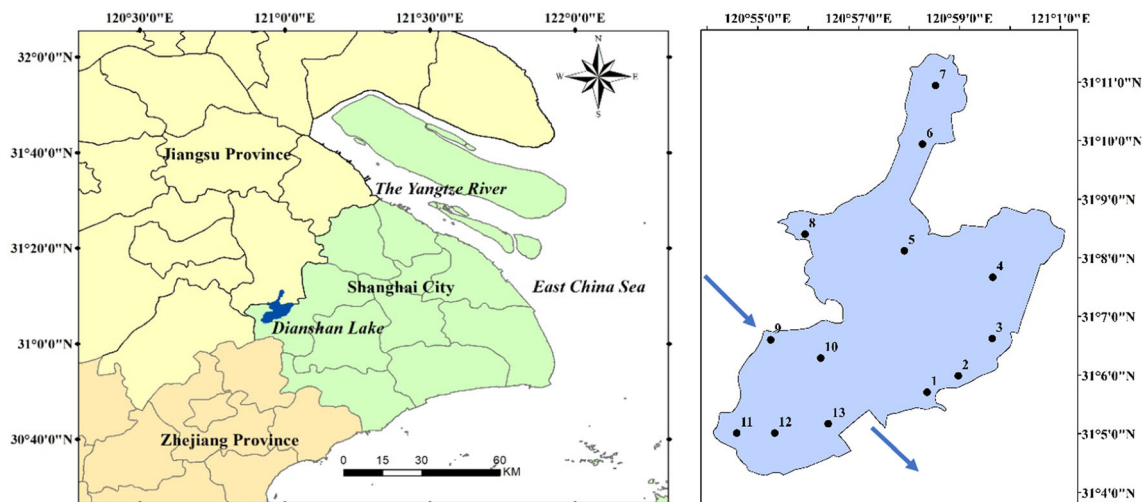 120°30'0"E 121°0'0"E 121°30'0"E 122°0'0"E
32°0'0"N
31°40'0"N
31°20'0"N
31°0'0"N
30°40'0"N
N
W E
S
Jiangsu Province
The Yangtze River
Shanghai City
East China Sea
Dianshan Lake
Zhejiang Province
0 15 30 60
KM
120°55'0"E 120°57'0"E 120°59'0"E 121°1'0"E
31°11'0"N
31°10'0"N
31°9'0"N
31°8'0"N
31°7'0"N
31°6'0"N
31°5'0"N
31°4'0"N
7
6
8
5
4
9
3
10
2
1
11
12
13